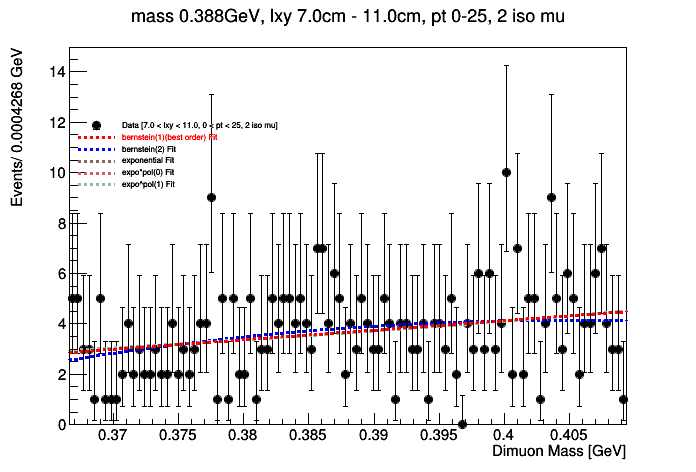 mass 0.388GeV, lxy 7.0cm - 11.0cm, pt 0-25, 2 iso mu
Events/ 0.0004268 GeV
14
12
10
8
6
4
2
0
Data [7.0 < lxy < 11.0, 0 < pt < 25, 2 iso mu]
bernstein(1)(best order) Fit
bernstein(2) Fit
exponential Fit
expo*pol(0) Fit
expo*pol(1) Fit
0.37 0.375 0.38 0.385 0.39 0.395 0.4 0.405
Dimuon Mass [GeV]